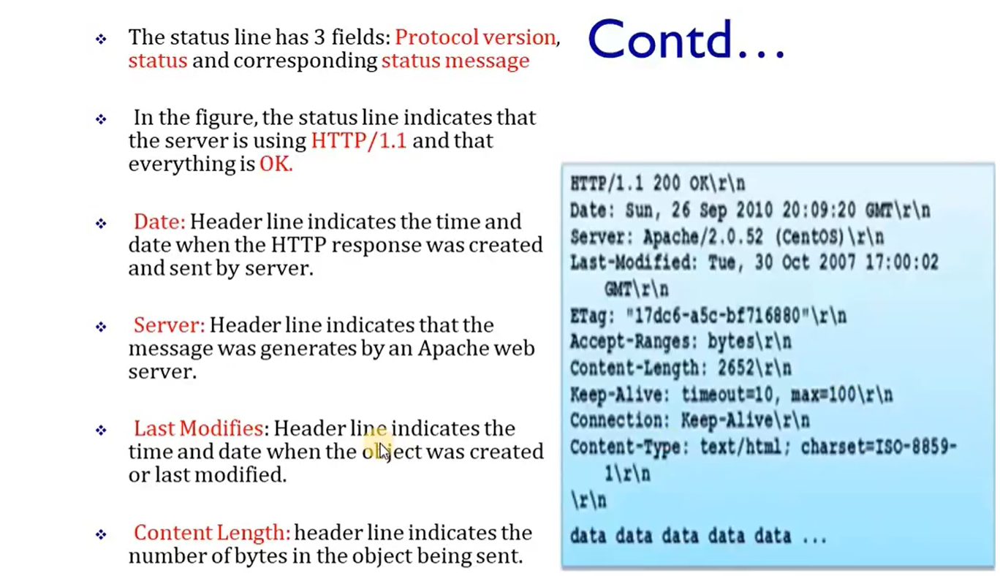 Contd...
❖ The status line has 3 fields: Protocol version,
status and corresponding status message
❖ In the figure, the status line indicates that
the server is using HTTP/1.1 and that
everything is OK.
❖ Date: Header line indicates the time and
date when the HTTP response was created
and sent by server.
❖ Server: Header line indicates that the
message was generates by an Apache web
server.
❖ Last Modifies: Header line indicates the
time and date when the object was created
or last modified.
❖ Content Length: header line indicates the
number of bytes in the object being sent.
HTTP/1.1 200 OK\r\n
Date: Sun, 26 Sep 2010 20:09:20 GMT\r\n
Server: Apache/2.0.52 (CentOS)\r\n
Last-Modified: Tue, 30 Oct 2007 17:00:02
GMT\r\n
ETag: "17dc6-a5c-bf716880"\r\n
Accept-Ranges: bytes\r\n
Content-Length: 2652\r\n
Keep-Alive: timeout=10, max=100\r\n
Connection: Keep-Alive\r\n
Content-Type: text/html; charset=ISO-8859-
1\r\n
\r\n
data data data data data ...